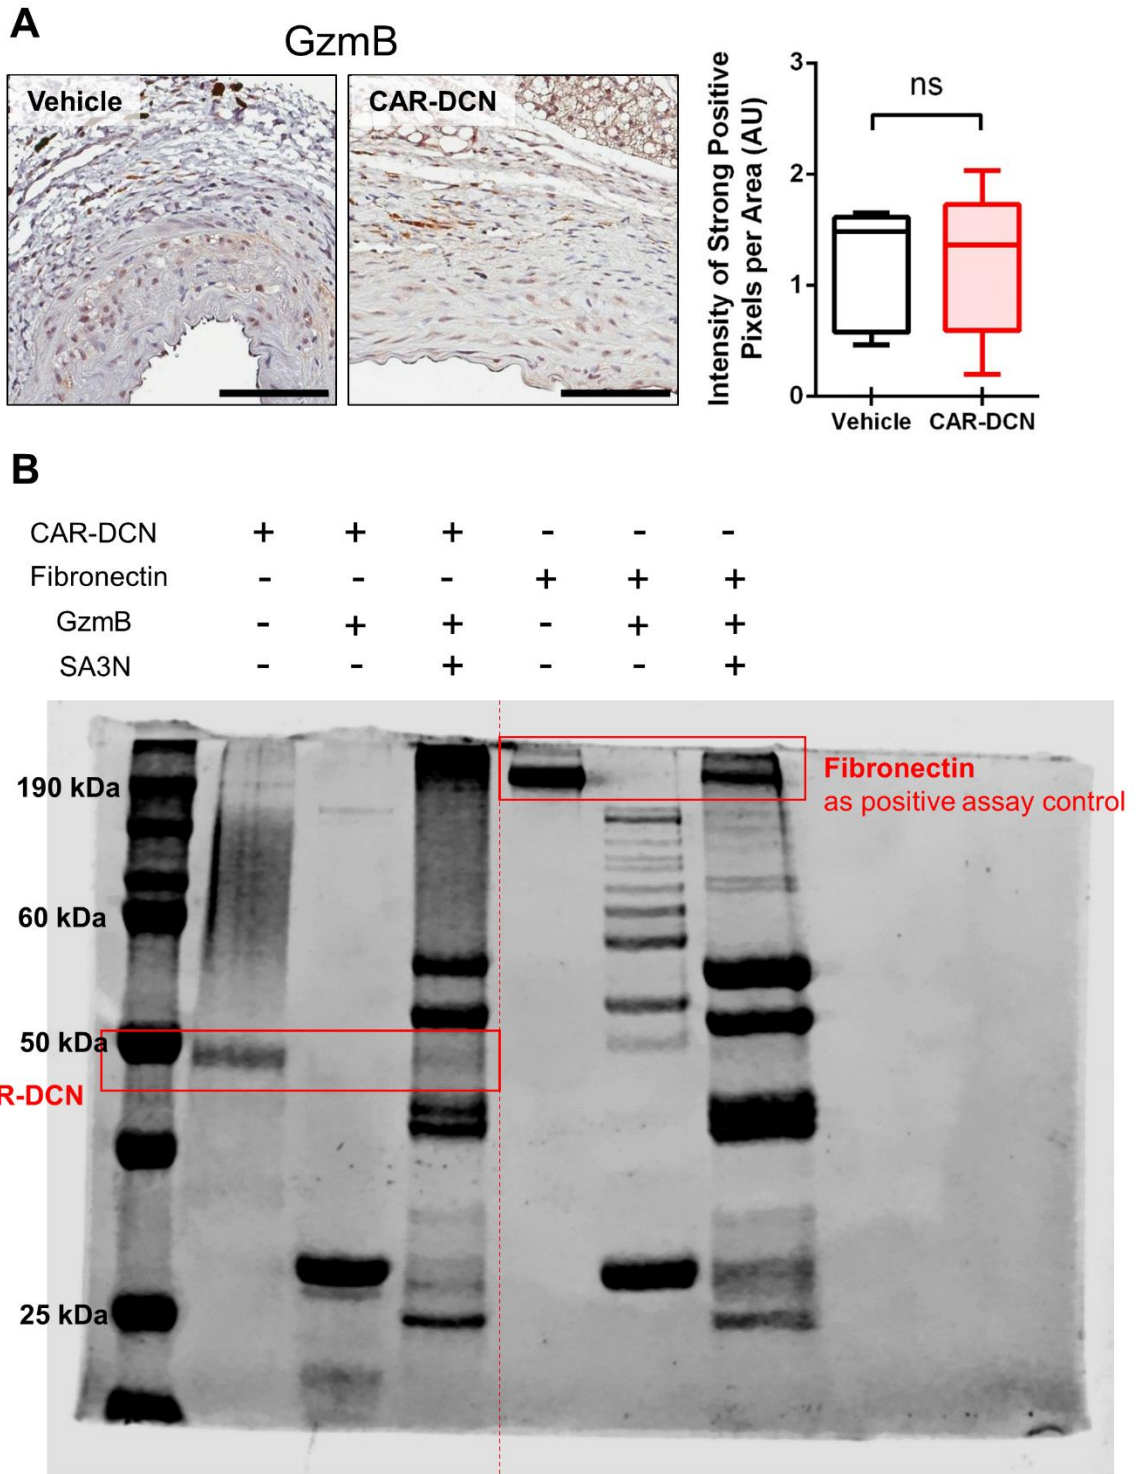 A
GzmB
Vehicle
CAR-DCN
Intensity of Strong Positive
Pixels per Area (AU)
3
2
1
0
ns
Vehicle CAR-DCN
B
CAR-DCN + + + - - -
Fibronectin - - - + + +
GzmB - + + - + +
SA3N - - + - - +
190 kDa
60 kDa
50 kDa
R-DCN
25 kDa
Fibronectin
as positive assay control